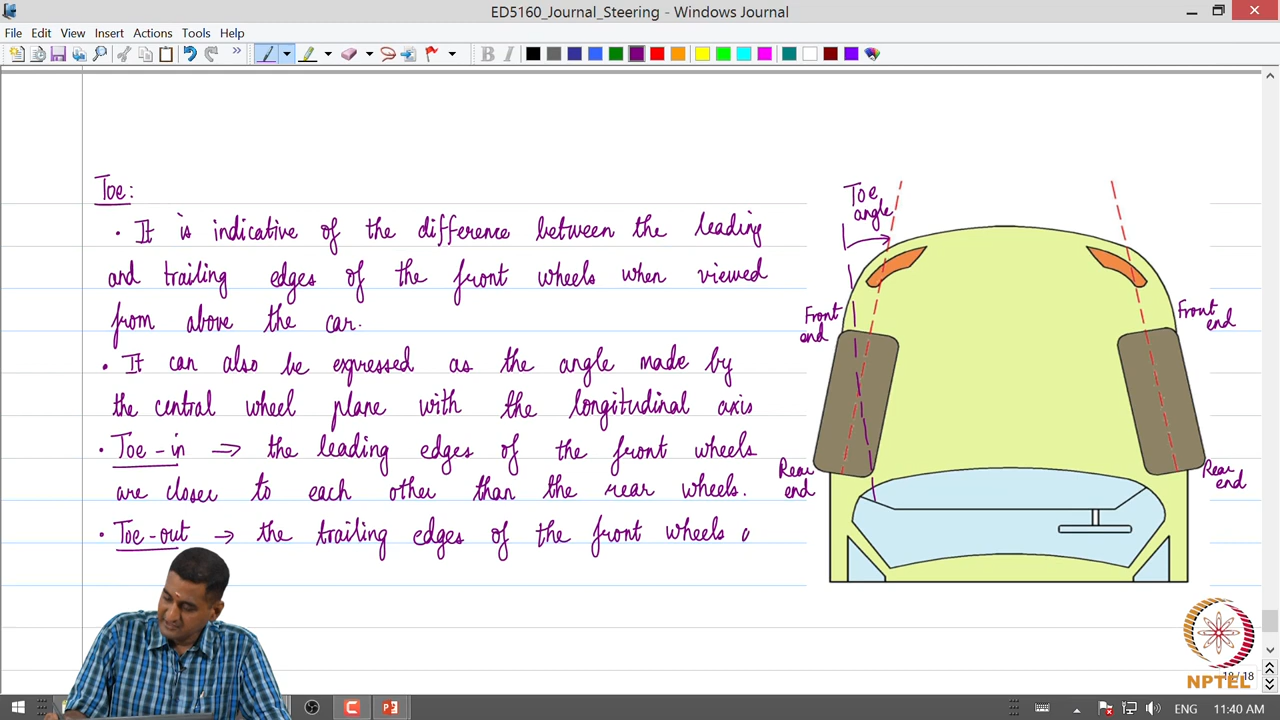 ED5160_Journal_Steering - Windows Journal
File Edit View Insert Actions Tools Help
Toe:
• It is indicative of the difference between the leading
and trailing edges of the front wheels when viewed
from above the car.
• It can also be expressed as the angle made by
the central wheel plane with the longitudinal axis
• Toe-in → the leading edges of the front wheels
are closer to each other than the rear wheels.
• Toe-out → the trailing edges of the front wheels
Toe
angle
Front
end
Front
end
Rear
end
Rear
end
NPTEL
18/18
ENG 11:40 AM